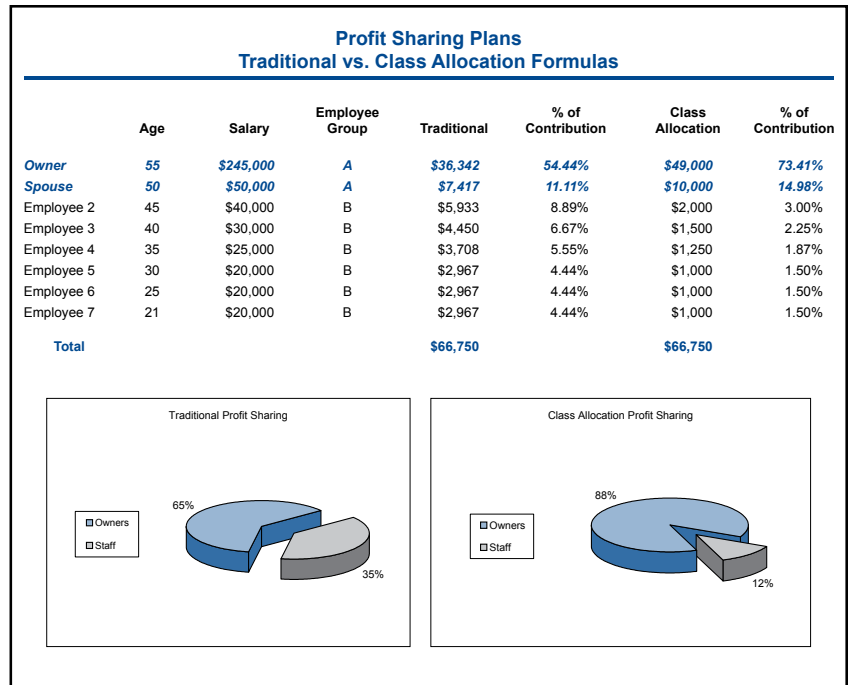 Profit Sharing Plans
Traditional vs. Class Allocation Formulas
Age Salary Employee Group Traditional % of Contribution Class Allocation % of Contribution
Owner 55 $245,000 A $36,342 54.44% $49,000 73.41%
Spouse 50 $50,000 A $7,417 11.11% $10,000 14.98%
Employee 2 45 $40,000 B $5,933 8.89% $2,000 3.00%
Employee 3 40 $30,000 B $4,450 6.67% $1,500 2.25%
Employee 4 35 $25,000 B $3,708 5.55% $1,250 1.87%
Employee 5 30 $20,000 B $2,967 4.44% $1,000 1.50%
Employee 6 25 $20,000 B $2,967 4.44% $1,000 1.50%
Employee 7 21 $20,000 B $2,967 4.44% $1,000 1.50%
Total $66,750 $66,750
Traditional Profit Sharing
65%
Owners
Staff
35%
Class Allocation Profit Sharing
88%
Owners
Staff
12%